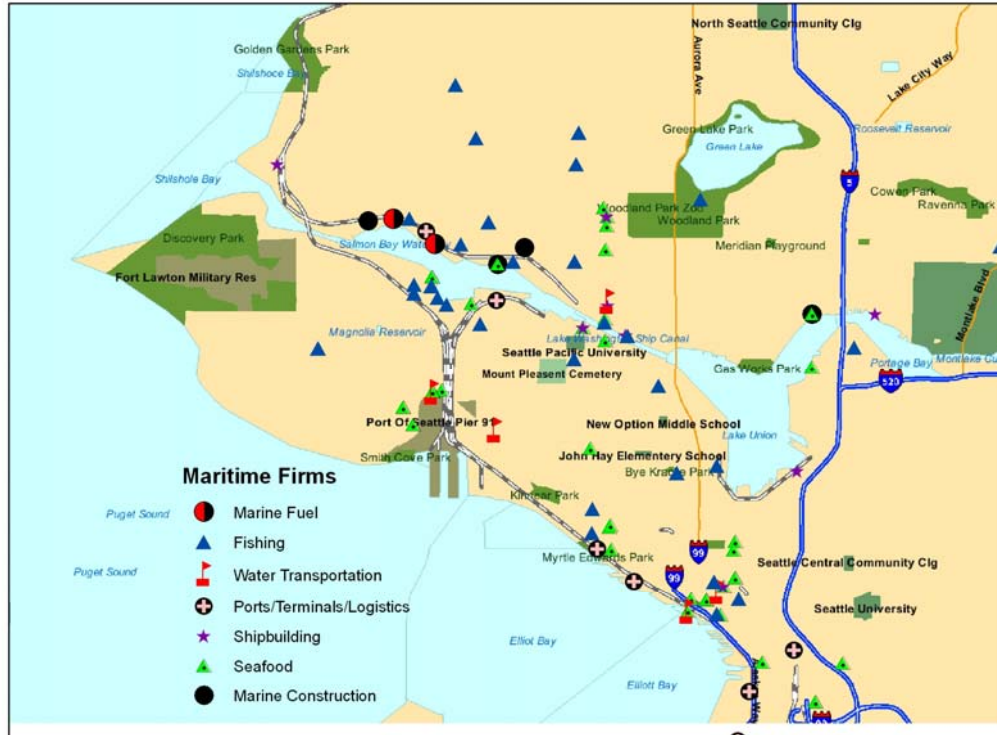 North Seattle Community Clg
Golden Gardens Park
Aurora Ave
Lake City Way
Shilshoce Bay
Green Lake Park
Roosevelt Reservoir
Green Lake
5
Shilshole Bay
Cowen Park
Ravenna Park
Woodland Park Zoo
Woodland Park
Discovery Park
Salmon Bay Waterway
Meridian Playground
Fort Lawton Military Res
Montlake Blvd
Magnolia Reservoir
Lake Washington Ship Canal
Seattle Pacific University
Portage Bay
Montlake Cu
Gas Works Park
Mount Pleasent Cemetery
520
Port Of Seattle Pier 91
New Option Middle School
Lake Union
Smith Cove Park
John Hay Elementery School
Bye Kracke Park
Maritime Firms
Kinnear Park
Puget Sound
Marine Fuel
Fishing
Myrtle Edwards Park
99
Seattle Central Community Clg
Puget Sound
Water Transportation
99
Ports/Terminals/Logistics
Seattle University
Shipbuilding
Elliot Bay
Seafood
Elliott Bay
Marine Construction